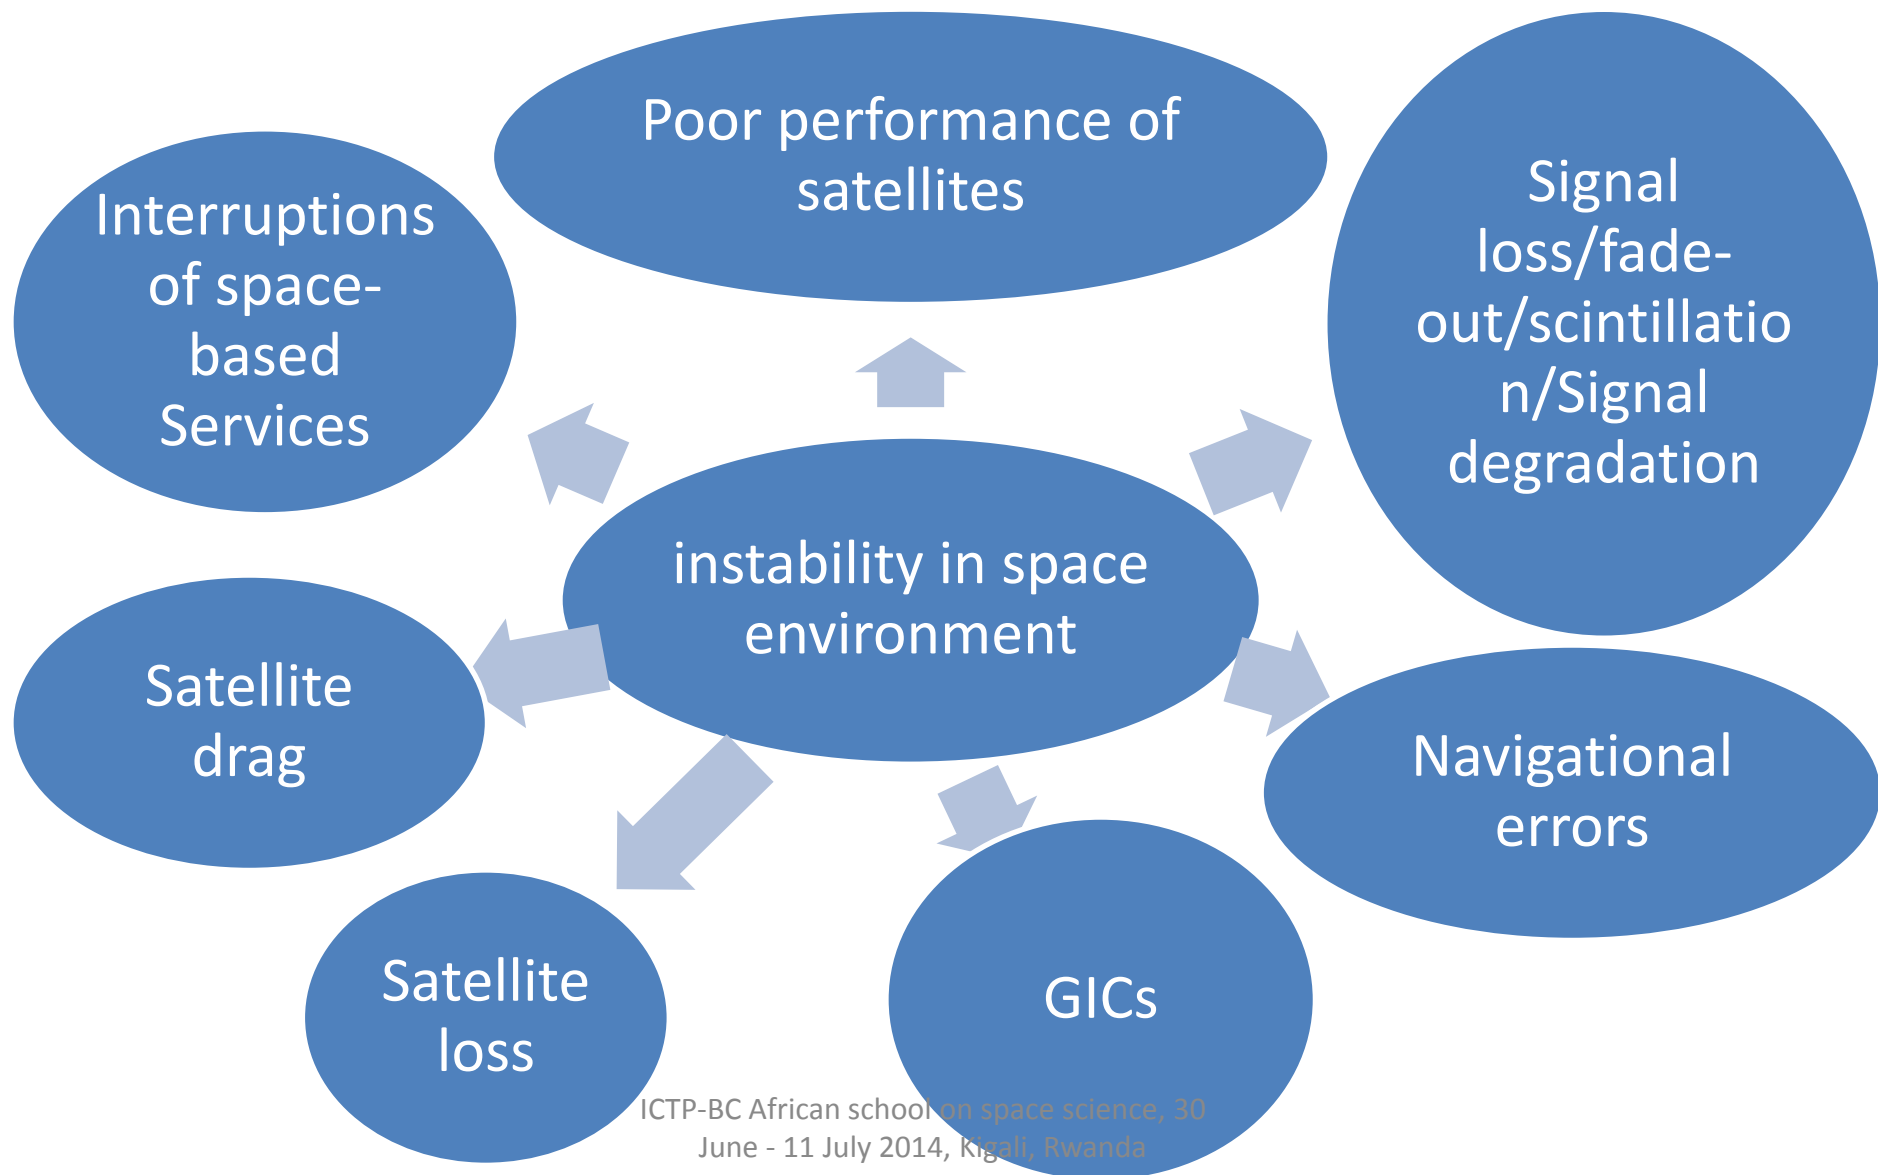 Poor performance of
satellites
Interruptions
of space-
based
Services
Signal
loss/fade-
out/scintillatio
n/Signal
degradation
instability in space
environment
Satellite
drag
Navigational
errors
Satellite
loss
GICs
ICTP-BC African school on space science, 30
June - 11 July 2014, Kigali, Rwanda